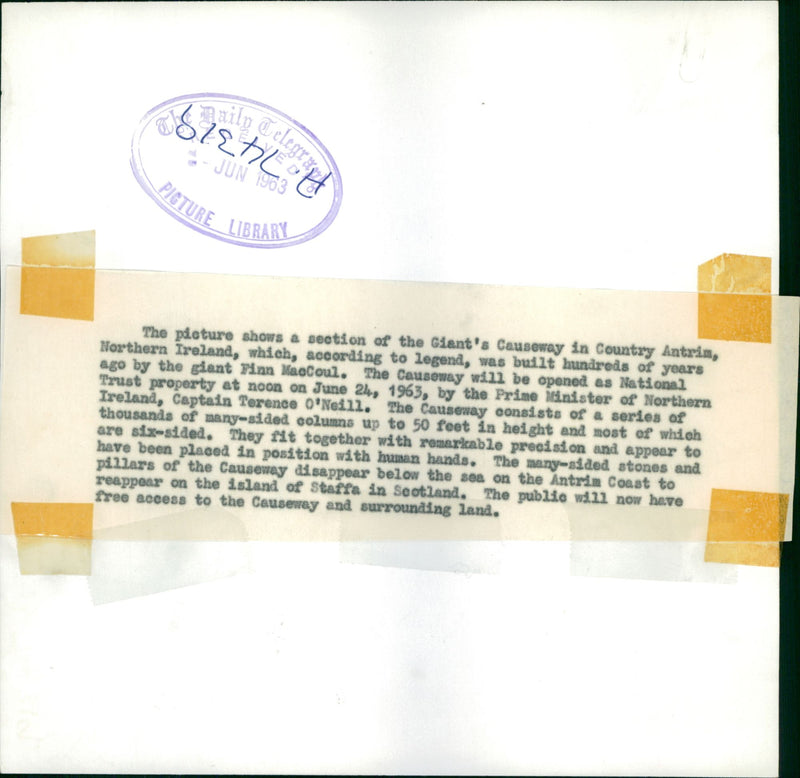 The Daily Telegraph
JUN 1963
PICTURE LIBRARY
The picture shows a section of the Giant's Causeway in Country Antrim,
Northern Ireland, which, according to legend, was built hundreds of years
ago by the giant Finn MacCoul. The Causeway will be opened as National
Trust property at noon on June 24, 1963, by the Prime Minister of Northern
Ireland, Captain Terence O'Neill. The Causeway consists of a series of
thousands of many-sided columns up to 50 feet in height and most of which
are six-sided. They fit together with remarkable precision and appear to
have been placed in position with human hands. The many-sided stones and
pillars of the Causeway disappear below the sea on the Antrim Coast to
reappear on the island of Staffa in Scotland. The public will now have
free access to the Causeway and surrounding land.